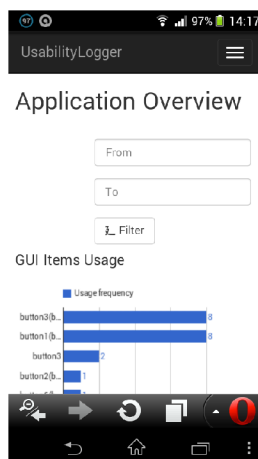 97 97% 14:17
UsabilityLogger
Application Overview
From
To
Filter
GUI Items Usage
Usage frequency
button3(b... 8
button1(b... 8
button3 2
button2(b... 1